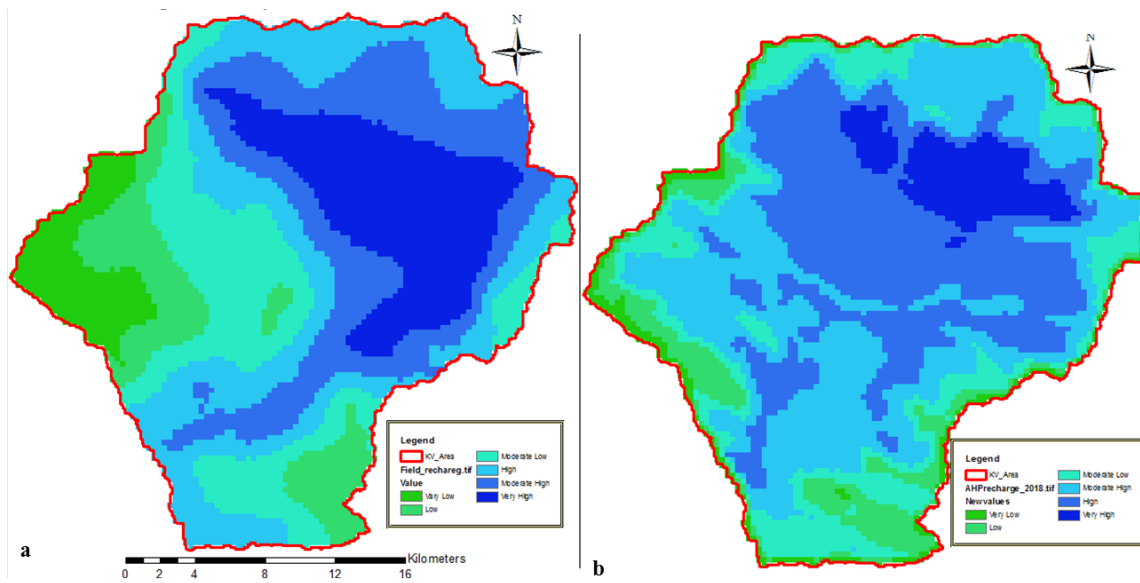 N
Legend
KV_Area
Field_rechareg.tif
Value
Vary Low
Low
Moderate Low
High
Moderate High
Very High
a
Kilometers
0 2 4 8 12 16
N
Legend
KV_Area
AHPrecharge_2018.tif
Newvalues
Very Low
Low
Moderate Low
Moderate High
High
Very High
b